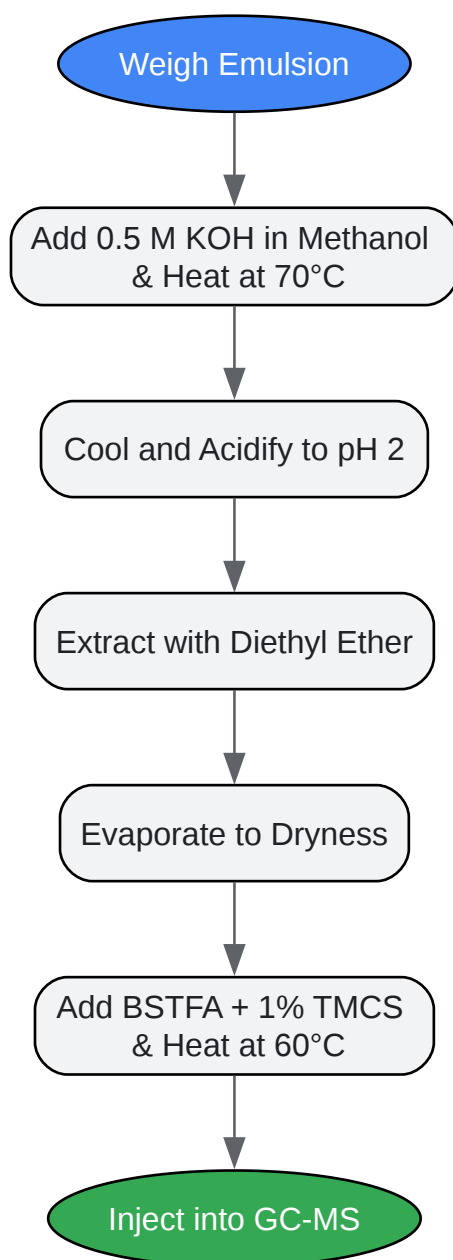 Weigh Emulsion
Add 0.5 M KOH in Methanol
& Heat at 70°C
Cool and Acidify to pH 2
Extract with Diethyl Ether
Evaporate to Dryness
Add BSTFA + 1% TMCS
& Heat at 60°C
Inject into GC-MS